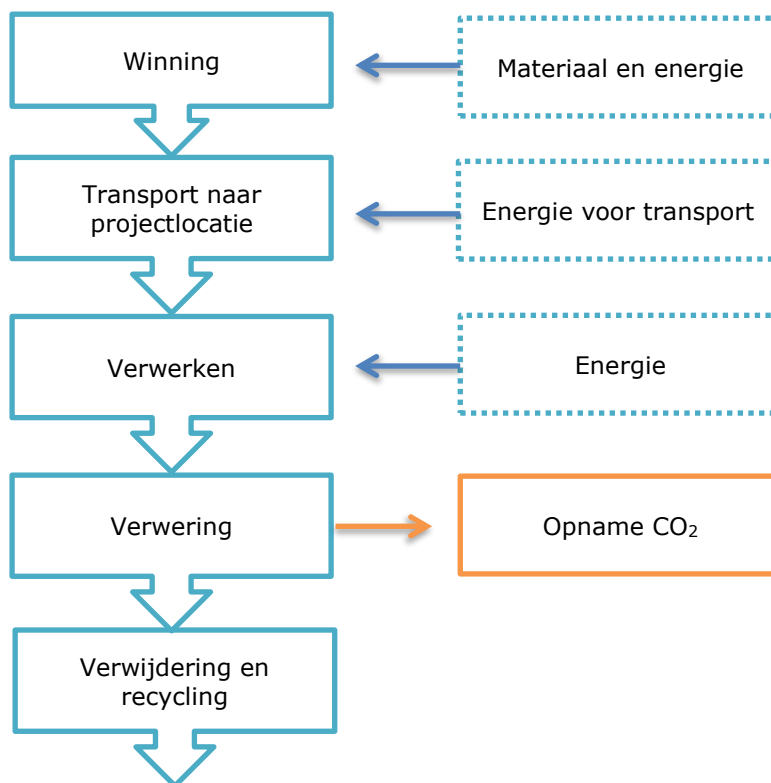 Winning
Materiaal en energie
Transport naar
projectlocatie
Energie voor transport
Verwerken
Energie
Verwering
Opname CO₂
Verwijdering en
recycling